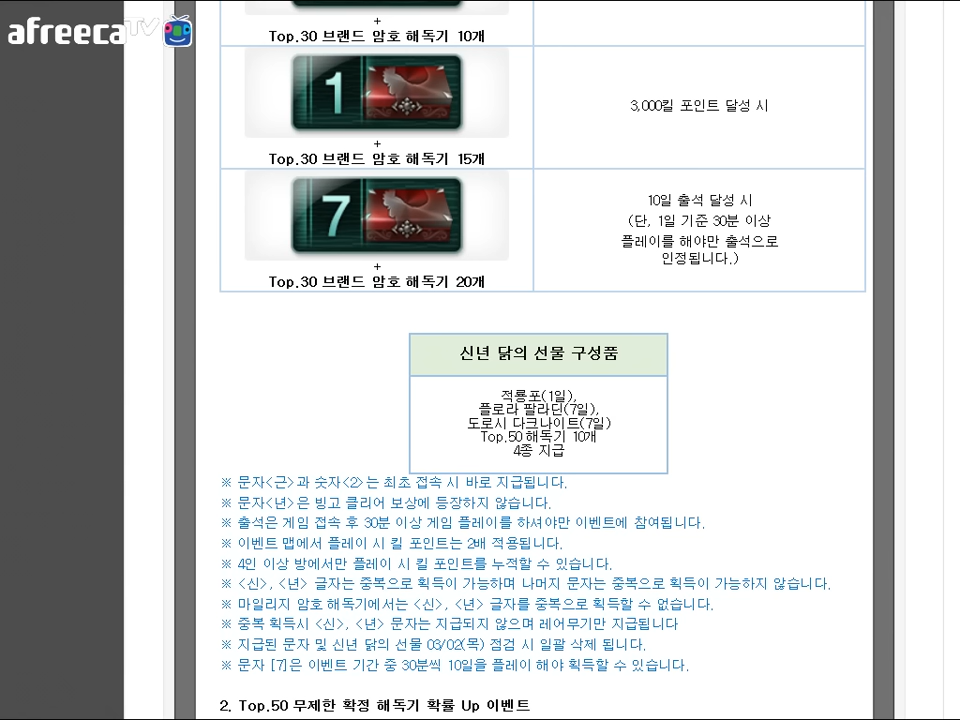 afreecaTV
+
Top.30 브랜드 암호 해독기 10개
1
+
Top.30 브랜드 암호 해독기 15개
3,000킬 포인트 달성 시
7
+
Top.30 브랜드 암호 해독기 20개
10일 출석 달성 시
(단, 1일 기준 30분 이상
플레이를 해야만 출석으로
인정됩니다.)
신년 닭의 선물 구성품
적룡포(1일),
플로라 팔라딘(7일),
도로시 다크나이트(7일)
Top.50 해독기 10개
4종 지급
※ 문자<근>과 숫자<2>는 최초 접속 시 바로 지급됩니다.
※ 문자<년>은 빙고 클리어 보상에 등장하지 않습니다.
※ 출석은 게임 접속 후 30분 이상 게임 플레이를 하셔야만 이벤트에 참여됩니다.
※ 이벤트 맵에서 플레이 시 킬 포인트는 2배 적용됩니다.
※ 4인 이상 방에서만 플레이 시 킬 포인트를 누적할 수 있습니다.
※ <신>, <년> 글자는 중복으로 획득이 가능하며 나머지 문자는 중복으로 획득이 가능하지 않습니다.
※ 마일리지 암호 해독기에서는 <신>, <년> 글자를 중복으로 획득할 수 없습니다.
※ 중복 획득시 <신>, <년> 문자는 지급되지 않으며 레어무기만 지급됩니다
※ 지급된 문자 및 신년 닭의 선물 03/02(목) 점검 시 일괄 삭제 됩니다.
※ 문자 [7]은 이벤트 기간 중 30분씩 10일을 플레이 해야 획득할 수 있습니다.
2. Top.50 무제한 확정 해독기 확률 Up 이벤트